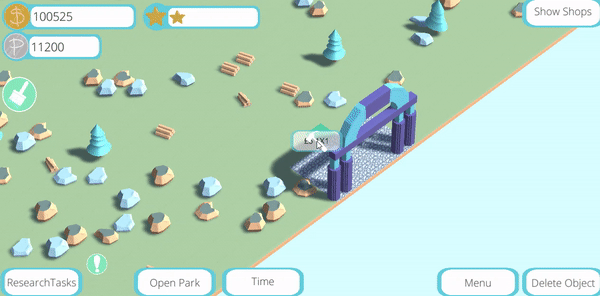 100525
Show Shops
11200
ResearchTasks
!
Open Park
Time
Menu
Delete Object